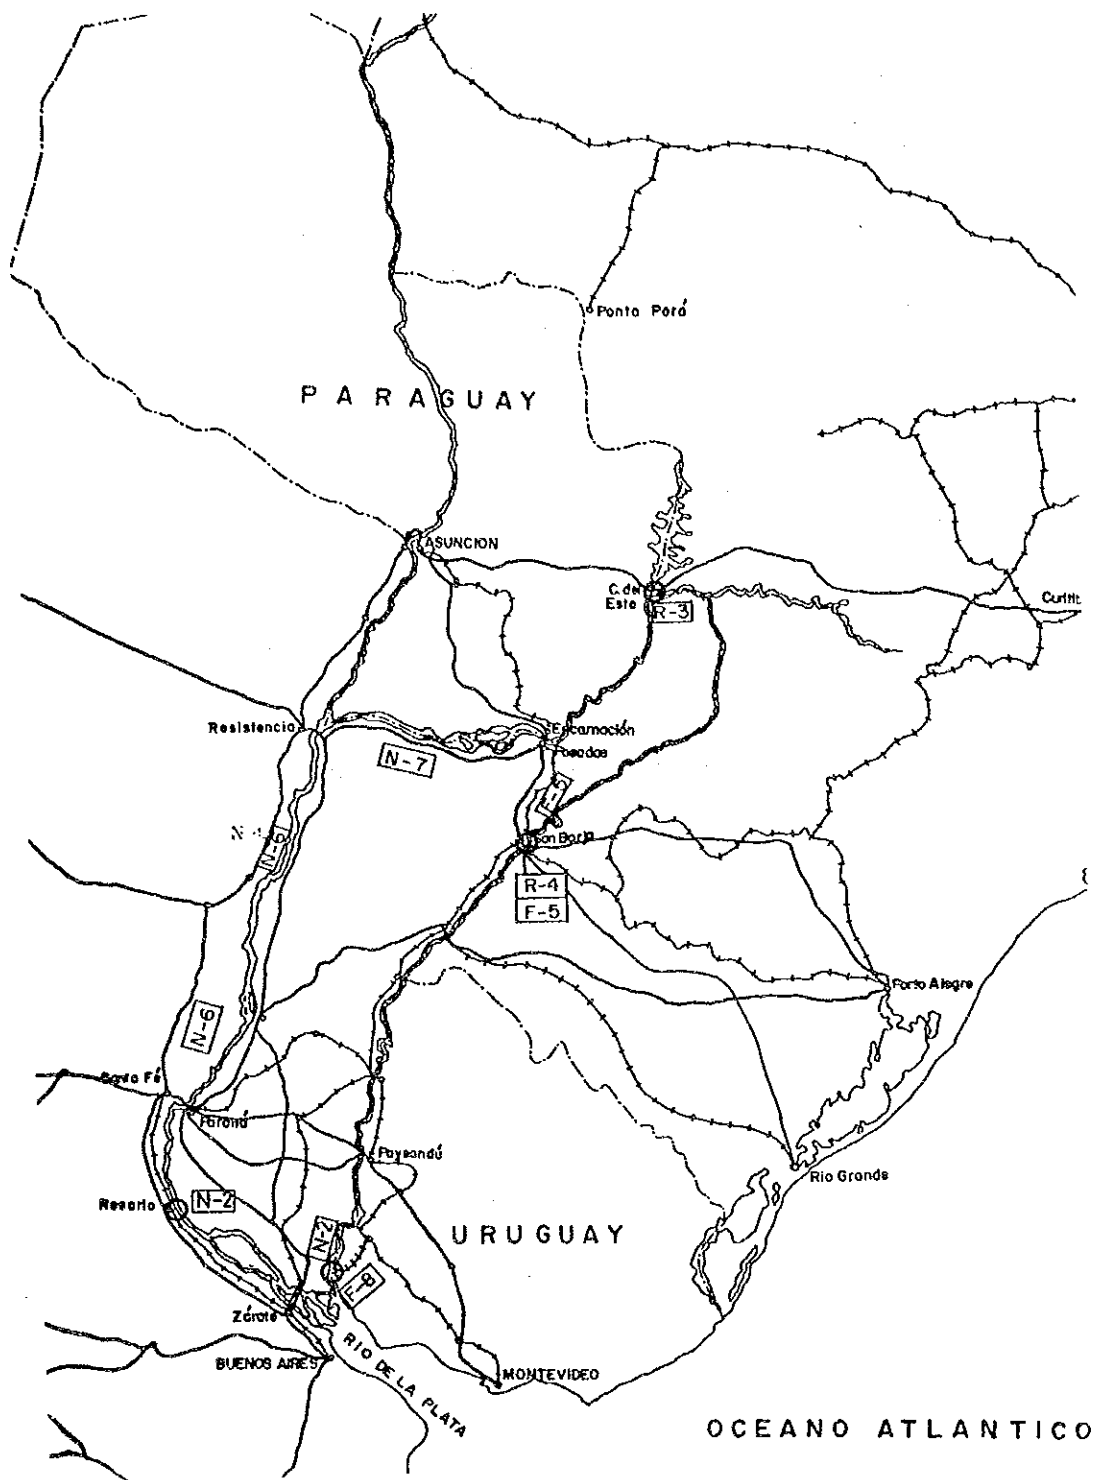 Ponta Porá
PARAGUAY
ASUNCION
C. del
Este
R-3
Resistencia
Encarnación
Posadas
N-7
F-5
N-6
San Borja
R-4
F-5
Porto Alegre
N-6
Santa Fé
Paraná
Paysandú
Rio Grande
Rosario
N-2
N-2
URUGUAY
F-8
Zárate
RIO DE LA PLATA
BUENOS AIRES
MONTEVIDEO
OCEANO ATLANTICO